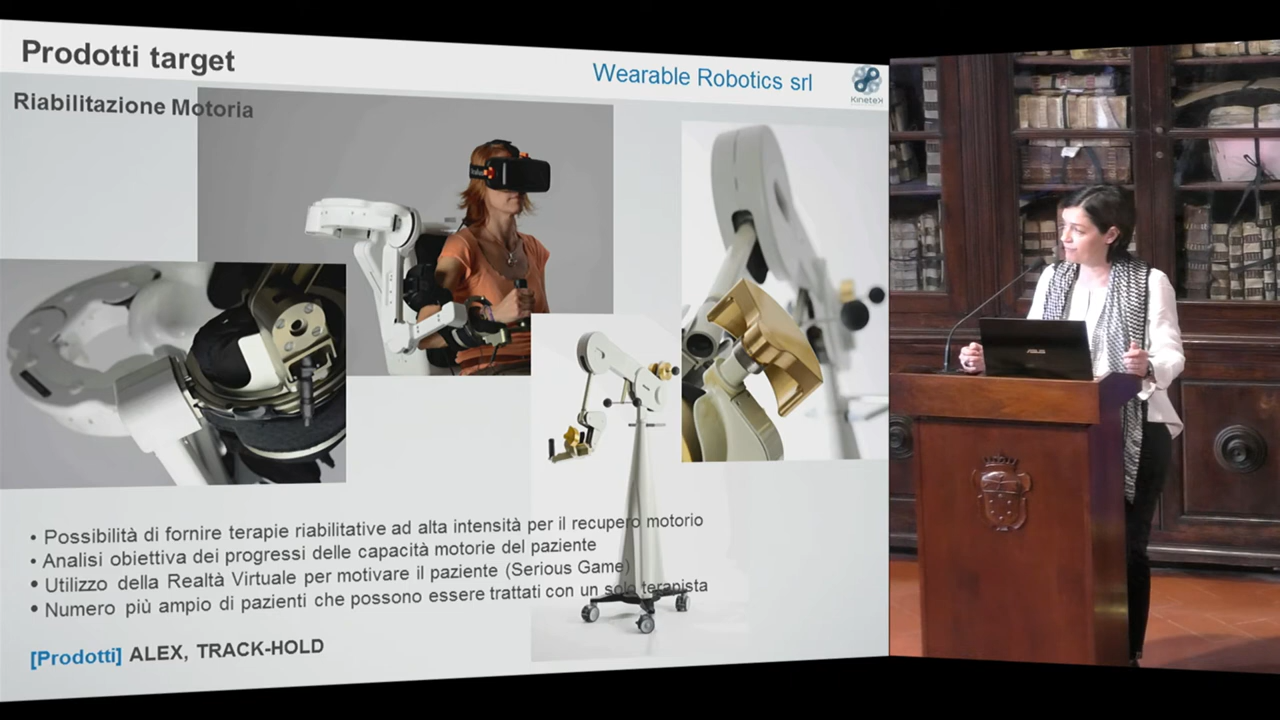 Prodotti target
Wearable Robotics srl
KineteX
Riabilitazione Motoria
• Possibilità di fornire terapie riabilitative ad alta intensità per il recupero motorio
• Analisi obiettiva dei progressi delle capacità motorie del paziente
• Utilizzo della Realtà Virtuale per motivare il paziente (Serious Game)
• Numero più ampio di pazienti che possono essere trattati con un solo terapista
[Prodotti] ALEX, TRACK-HOLD
ASUS